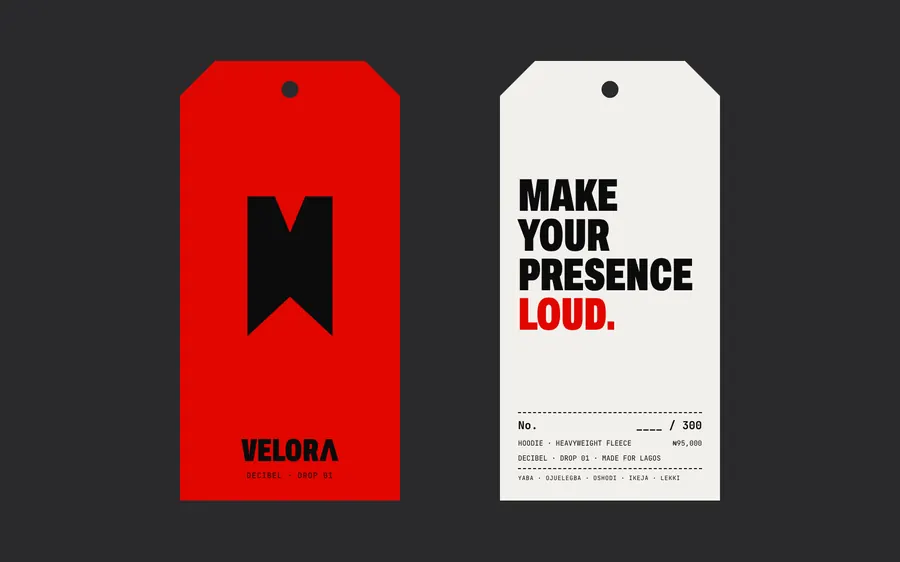 VELORΛ
DECIBEL · DROP 01
MAKE
YOUR
PRESENCE
LOUD.
No. ____ / 300
HOODIE · HEAVYWEIGHT FLEECE ₦95,000
DECIBEL · DROP 01 · MADE FOR LAGOS
YABA · OJUELEGBA · OSHODI · IKEJA · LEKKI